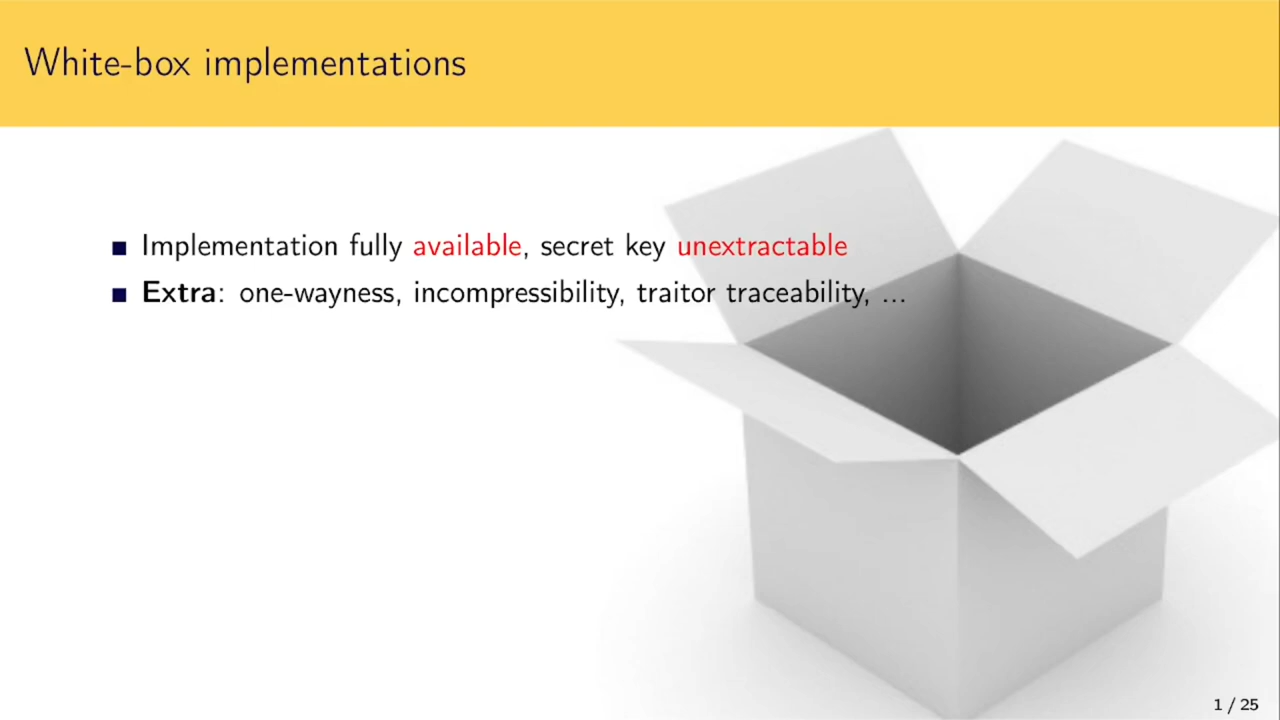 White-box implementations
Implementation fully available, secret key unextractable
Extra: one-wayness, incompressibility, traitor traceability, ...
1 / 25